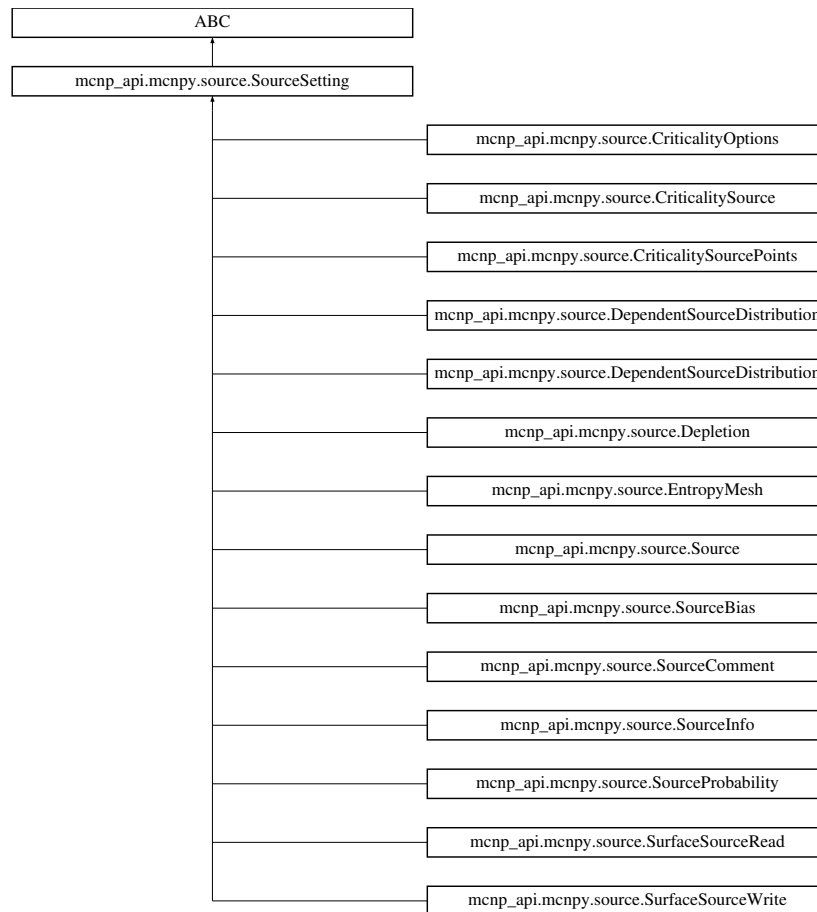 ABC
mcnp_api.mcnpy.source.SourceSetting
mcnp_api.mcnpy.source.CriticalityOptions
mcnp_api.mcnpy.source.CriticalitySource
mcnp_api.mcnpy.source.CriticalitySourcePoints
mcnp_api.mcnpy.source.DependentSourceDistribution
mcnp_api.mcnpy.source.DependentSourceDistribution
mcnp_api.mcnpy.source.Depletion
mcnp_api.mcnpy.source.EntropyMesh
mcnp_api.mcnpy.source.Source
mcnp_api.mcnpy.source.SourceBias
mcnp_api.mcnpy.source.SourceComment
mcnp_api.mcnpy.source.SourceInfo
mcnp_api.mcnpy.source.SourceProbability
mcnp_api.mcnpy.source.SurfaceSourceRead
mcnp_api.mcnpy.source.SurfaceSourceWrite